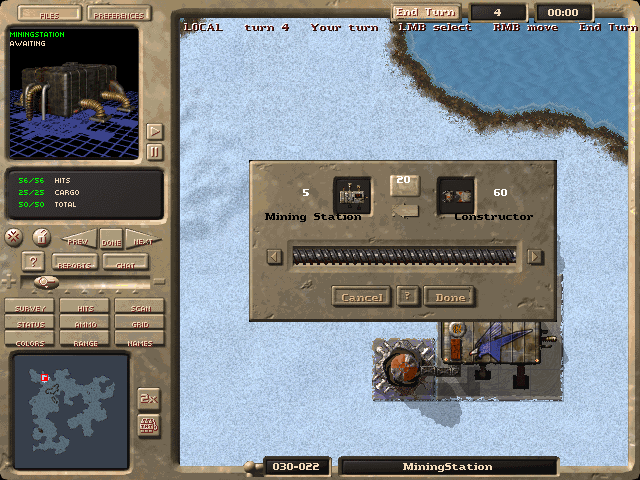 FILES
PREFERENCES
End Turn
4
00:00
LOCAL turn 4 Your turn LMB select RMB move End Turn
MININGSTATION
AWAITING
56/56 HITS
25/25 CARGO
50/50 TOTAL
PREV
DONE
NEXT
?
REPORTS
CHAT
SURVEY
HITS
SCAN
STATUS
AMMO
GRID
COLORS
RANGE
NAMES
2x
5
20
60
Mining Station
Constructor
Cancel
?
Done
030-022
MiningStation